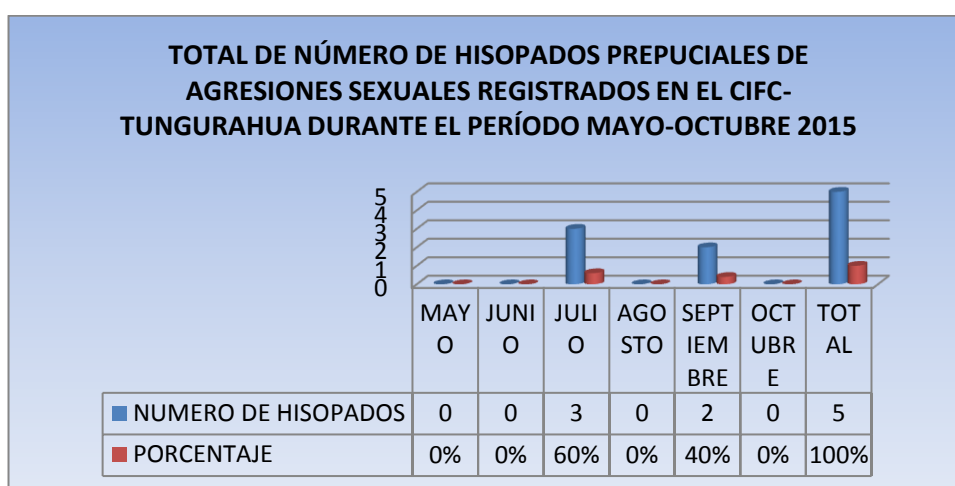 TOTAL DE NÚMERO DE HISOPADOS PREPUCIALES DE
AGRESIONES SEXUALES REGISTRADOS EN EL CIFC-
TUNGURAHUA DURANTE EL PERÍODO MAYO-OCTUBRE 2015
5
4
3
2
1
0
MAY JUNI JULI AGO SEPT OCT TOT
O O O STO IEM UBR AL
BRE E
NUMERO DE HISOPADOS 0 0 3 0 2 0 5
PORCENTAJE 0% 0% 60% 0% 40% 0% 100%